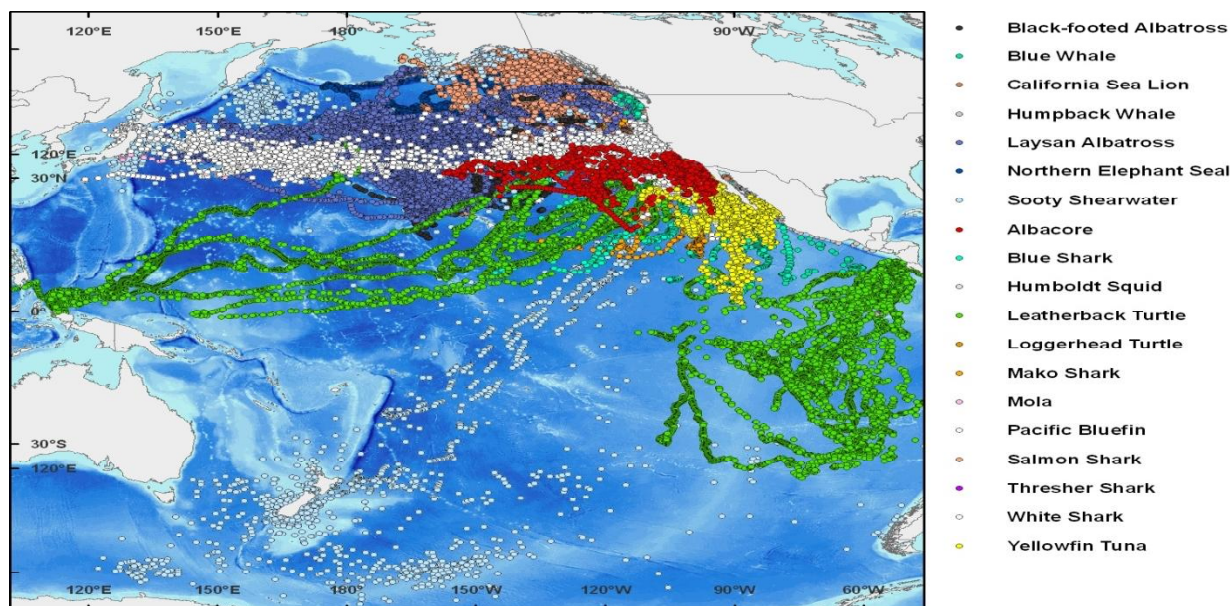 120°E 150°E 180° 90°W
120°E
30°N
0°
30°S
120°E
120°E 150°E 180° 150°W 120°W 90°W 60°W
Black-footed Albatross
Blue Whale
California Sea Lion
Humpback Whale
Laysan Albatross
Northern Elephant Seal
Sooty Shearwater
Albacore
Blue Shark
Humboldt Squid
Leatherback Turtle
Loggerhead Turtle
Mako Shark
Mola
Pacific Bluefin
Salmon Shark
Thresher Shark
White Shark
Yellowfin Tuna